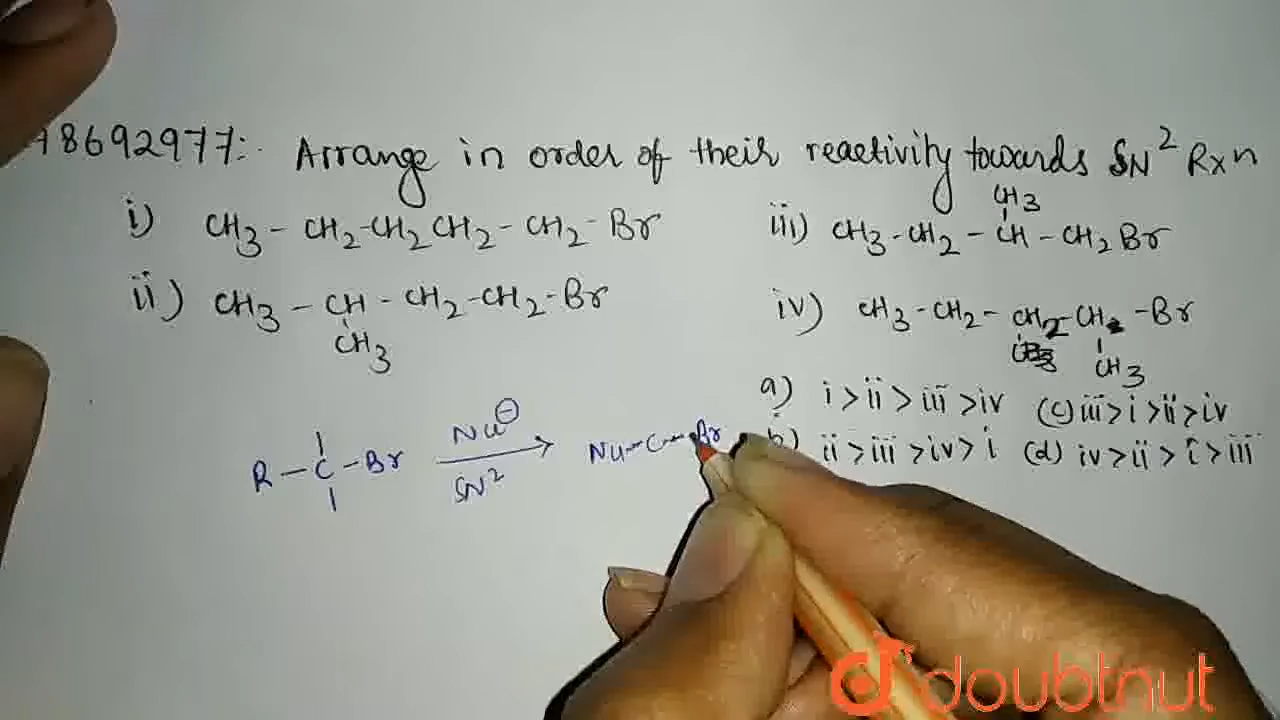 78692977:- Arrange in order of their reactivity towards SN² Rxn
i) CH3 - CH2-CH2 CH2 - CH2 - Br
ii) CH3 - CH - CH2 - CH2 - Br
CH3
CH3
iii) CH3-CH2 - CH - CH2 Br
iv) CH3 - CH2 - CH2 CH - Br
CH3
a) i > ii > iii > iv (c) iii > i > ii > iv
b) ii > iii > iv > i (d) iv > ii > i > iii
R - C - Br Nu⊖ SN² Nu - C - Br
doubtnut